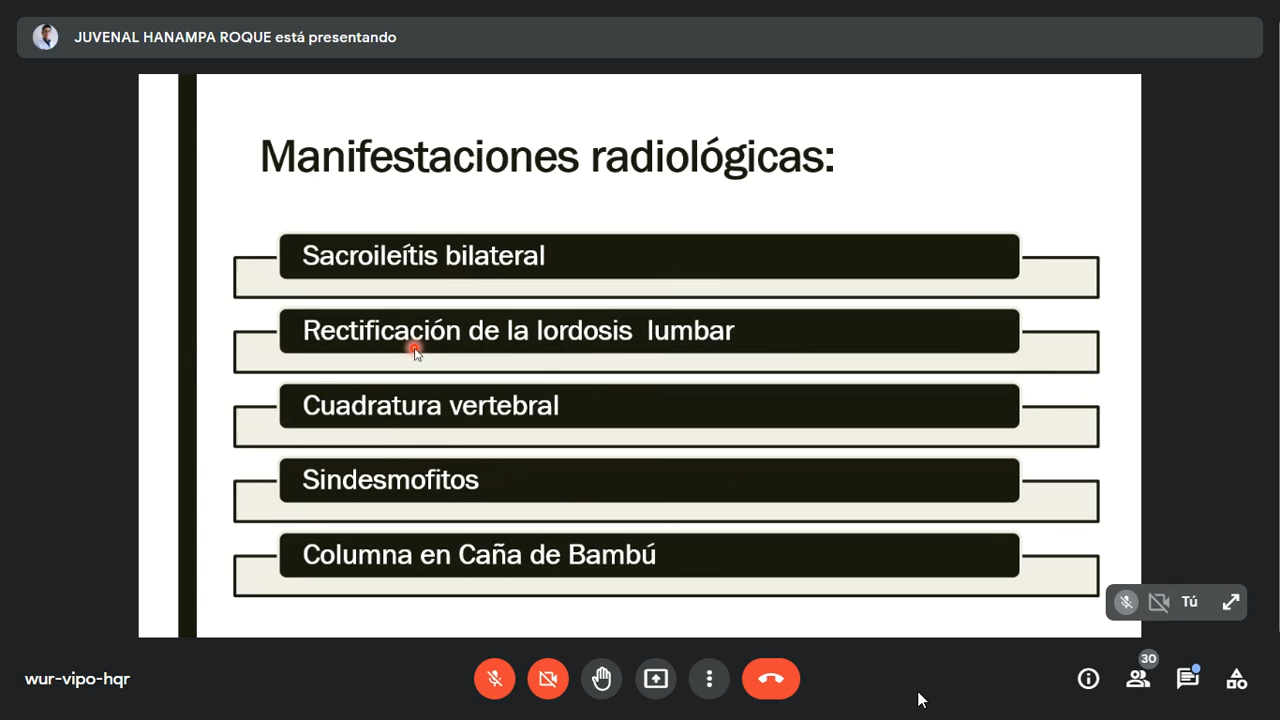 JUVENAL HANAMPA ROQUE está presentando
Manifestaciones radiológicas:
Sacroileítis bilateral
Rectificación de la lordosis lumbar
Cuadratura vertebral
Sindesmofitos
Columna en Caña de Bambú
Tú
30
wur-vipo-hqr